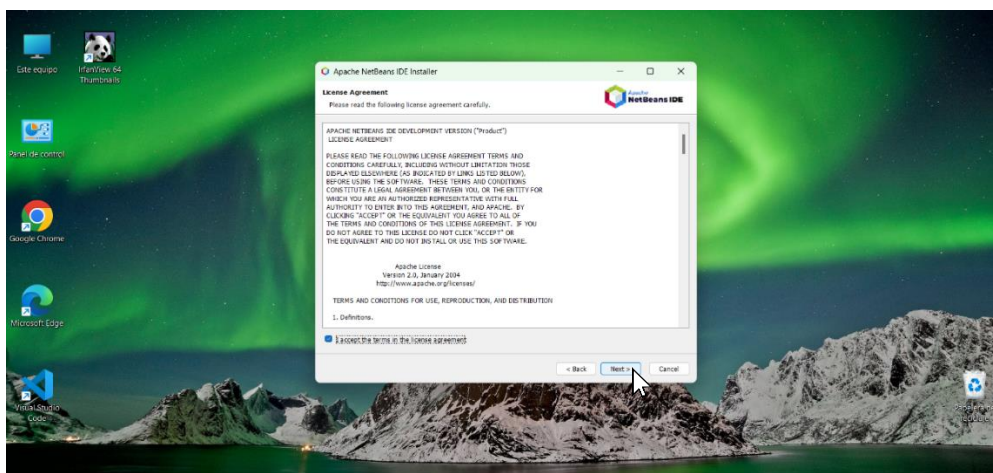 Este equipo
IrfanView 64
Thumbnails
Panel de control
Google Chrome
Microsoft Edge
Visual Studio
Code
Apache NetBeans IDE Installer
License Agreement
Please read the following license agreement carefully.
Apache
NetBeans IDE
APACHE NETBEANS IDE DEVELOPMENT VERSION ("Product")
LICENSE AGREEMENT
PLEASE READ THE FOLLOWING LICENSE AGREEMENT TERMS AND
CONDITIONS CAREFULLY, INCLUDING WITHOUT LIMITATION THOSE
DISPLAYED ELSEWHERE (AS INDICATED BY LINKS LISTED BELOW),
BEFORE USING THE SOFTWARE. THESE TERMS AND CONDITIONS
CONSTITUTE A LEGAL AGREEMENT BETWEEN YOU, OR THE ENTITY FOR
WHICH YOU ARE AN AUTHORIZED REPRESENTATIVE WITH FULL
AUTHORITY TO ENTER INTO THIS AGREEMENT, AND APACHE. BY
CLICKING "ACCEPT" OR THE EQUIVALENT YOU AGREE TO ALL OF
THE TERMS AND CONDITIONS OF THIS LICENSE AGREEMENT. IF YOU
DO NOT AGREE TO THIS LICENSE DO NOT CLICK "ACCEPT" OR
THE EQUIVALENT AND DO NOT INSTALL OR USE THIS SOFTWARE.
Apache License
Version 2.0, January 2004
http://www.apache.org/licenses/
TERMS AND CONDITIONS FOR USE, REPRODUCTION, AND DISTRIBUTION
1. Definitions.
I accept the terms in the license agreement
< Back
Next >
Cancel
Papelera de